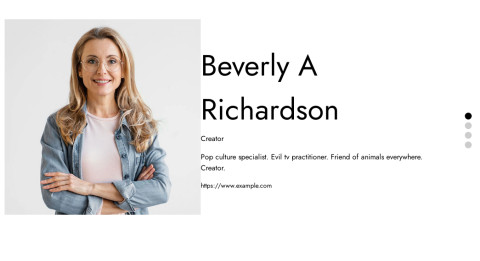 Beverly A
Richardson
Creator
Pop culture specialist. Evil tv practitioner. Friend of animals everywhere.
Creator.
https://www.example.com